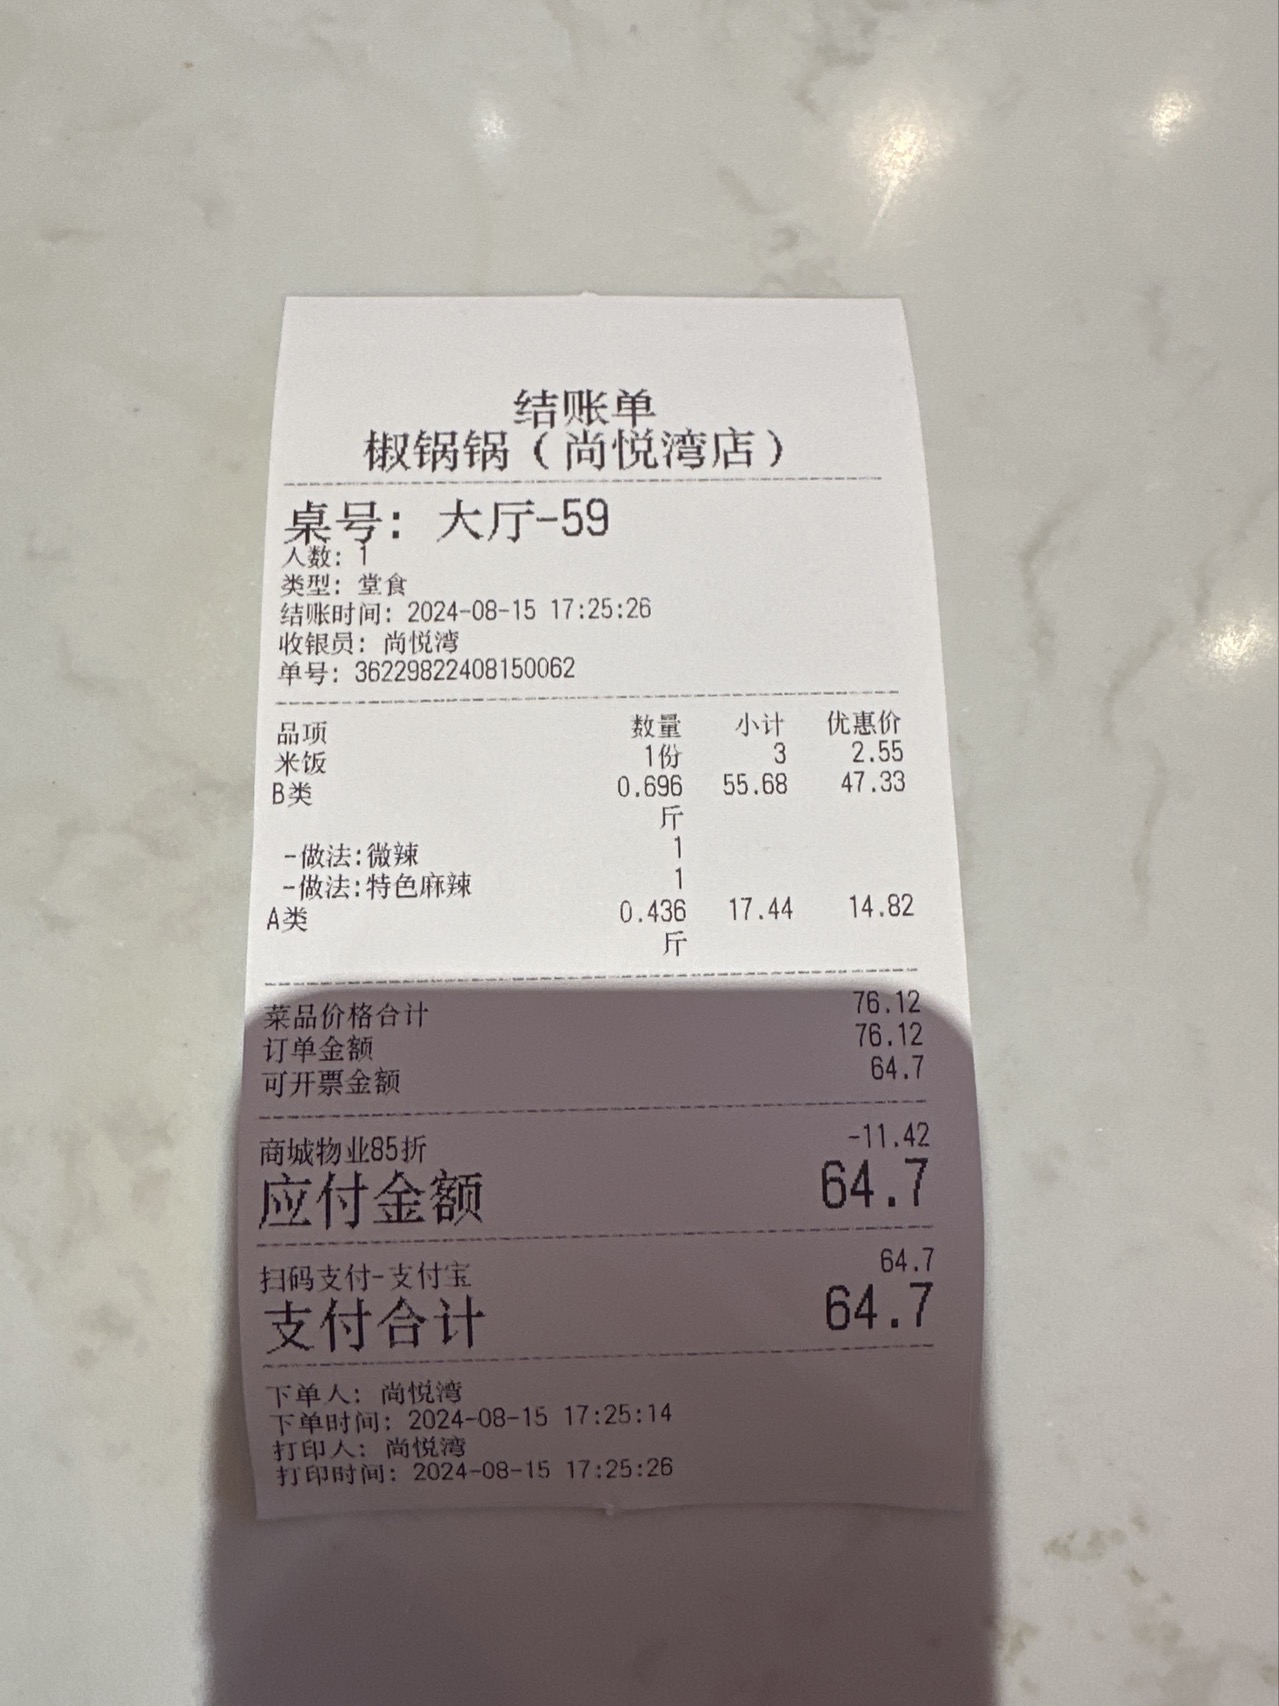 结账单
椒锅锅（尚悦湾店）
桌号：大厅-59
人数：1
类型：堂食
结账时间：2024-08-15 17:25:26
收银员：尚悦湾
单号：36229822408150062
品项 数量 小计 优惠价
米饭 1份 3 2.55
B类 0.696 55.68 47.33
斤
-做法:微辣 1
-做法:特色麻辣 1
A类 0.436 17.44 14.82
斤
菜品价格合计 76.12
订单金额 76.12
可开票金额 64.7
商城物业85折 -11.42
应付金额 64.7
扫码支付-支付宝 64.7
支付合计 64.7
下单人：尚悦湾
下单时间：2024-08-15 17:25:14
打印人：尚悦湾
打印时间：2024-08-15 17:25:26